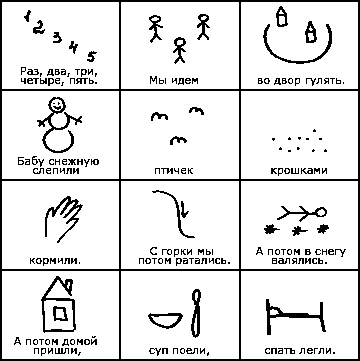 1
2
3
4
5
Раз, два, три,
четыре, пять.
Мы идем
во двор гулять.
Бабу снежную
слепили
птичек
крошками
кормили.
С горки мы
потом ратались.
А потом в снегу
валялись.
А потом домой
пришли,
суп поели,
спать легли.